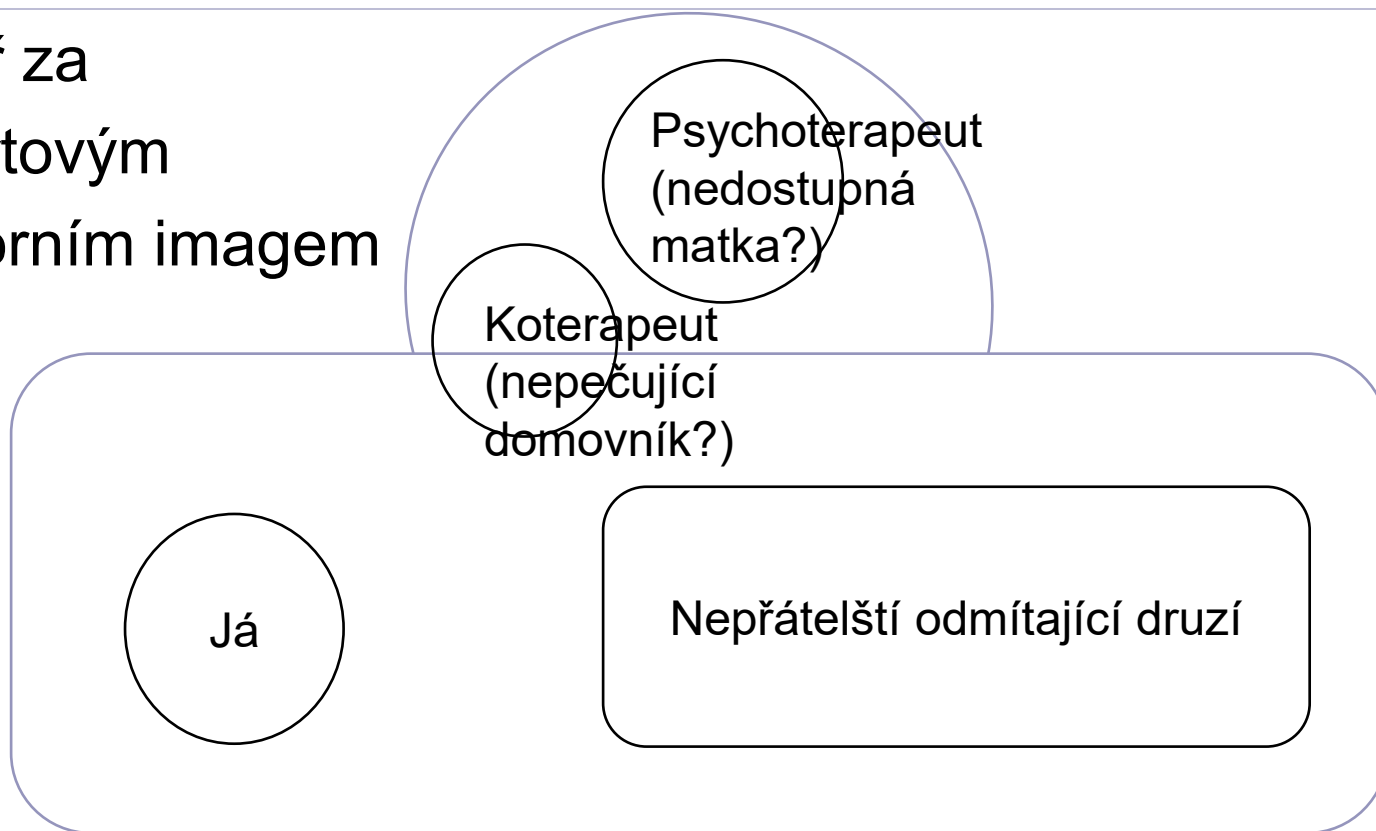 ř za
tovým
orním imagem
Psychoterapeut
(nedostupná
matka?)
Koterapeut
(nepečující
domovník?)
Já
Nepřátelští odmítající druzí